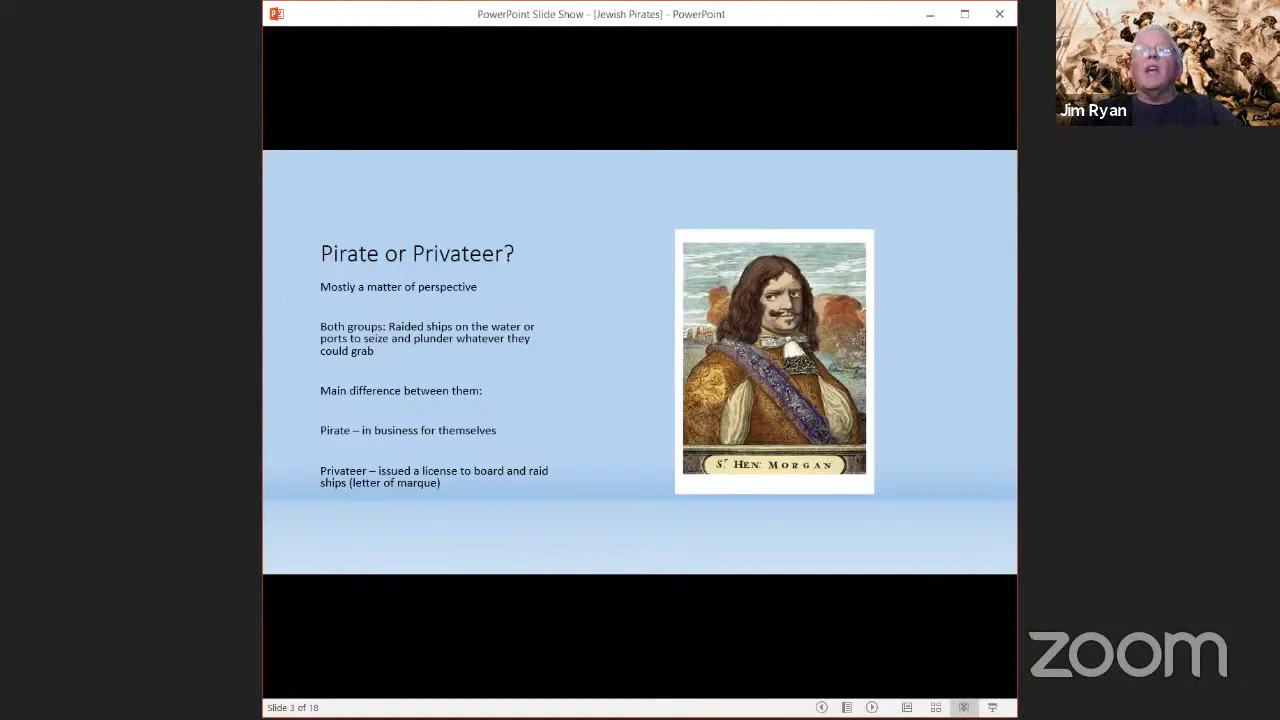 PowerPoint Slide Show - [Jewish Pirates] - PowerPoint
Jim Ryan
Pirate or Privateer?
Mostly a matter of perspective
Both groups: Raided ships on the water or
ports to seize and plunder whatever they
could grab
Main difference between them:
Pirate – in business for themselves
Privateer – issued a license to board and raid
ships (letter of marque)
Sr HEN: MORGAN
zoom
Slide 3 of 18